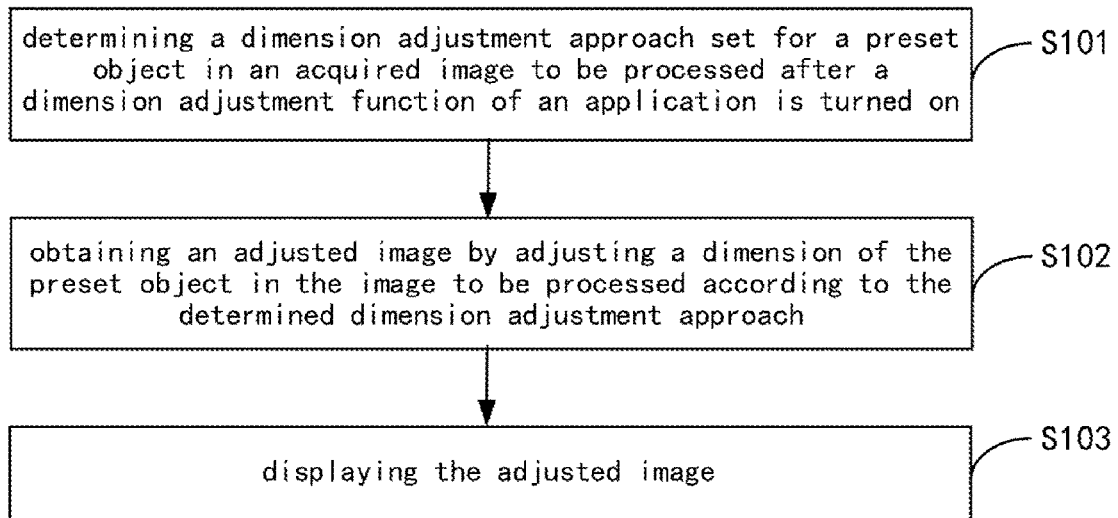 determining a dimension adjustment approach set for a preset
object in an acquired image to be processed after a
dimension adjustment function of an application is turned on
S101
obtaining an adjusted image by adjusting a dimension of the
preset object in the image to be processed according to the
determined dimension adjustment approach
S102
displaying the adjusted image
S103